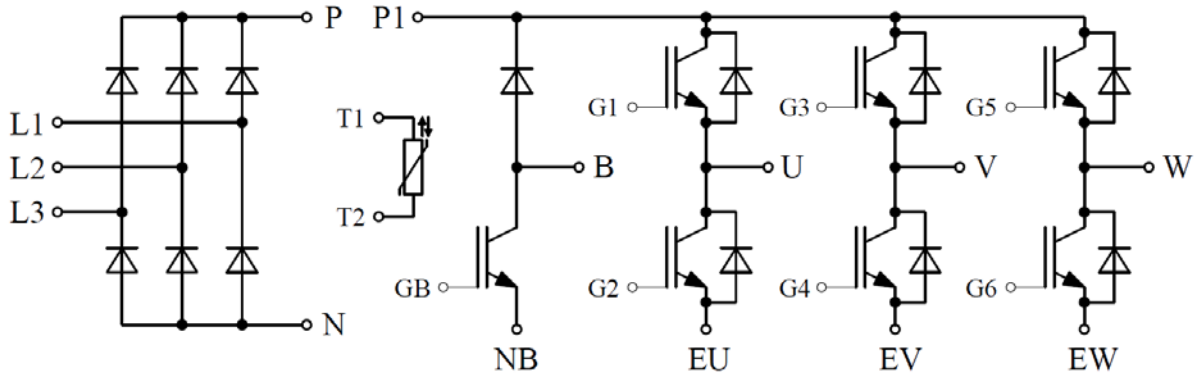 P P1
G1 G3 G5
L1 T1
L2 B U V W
L3 T2
GB G2 G4 G6
N NB EU EV EW